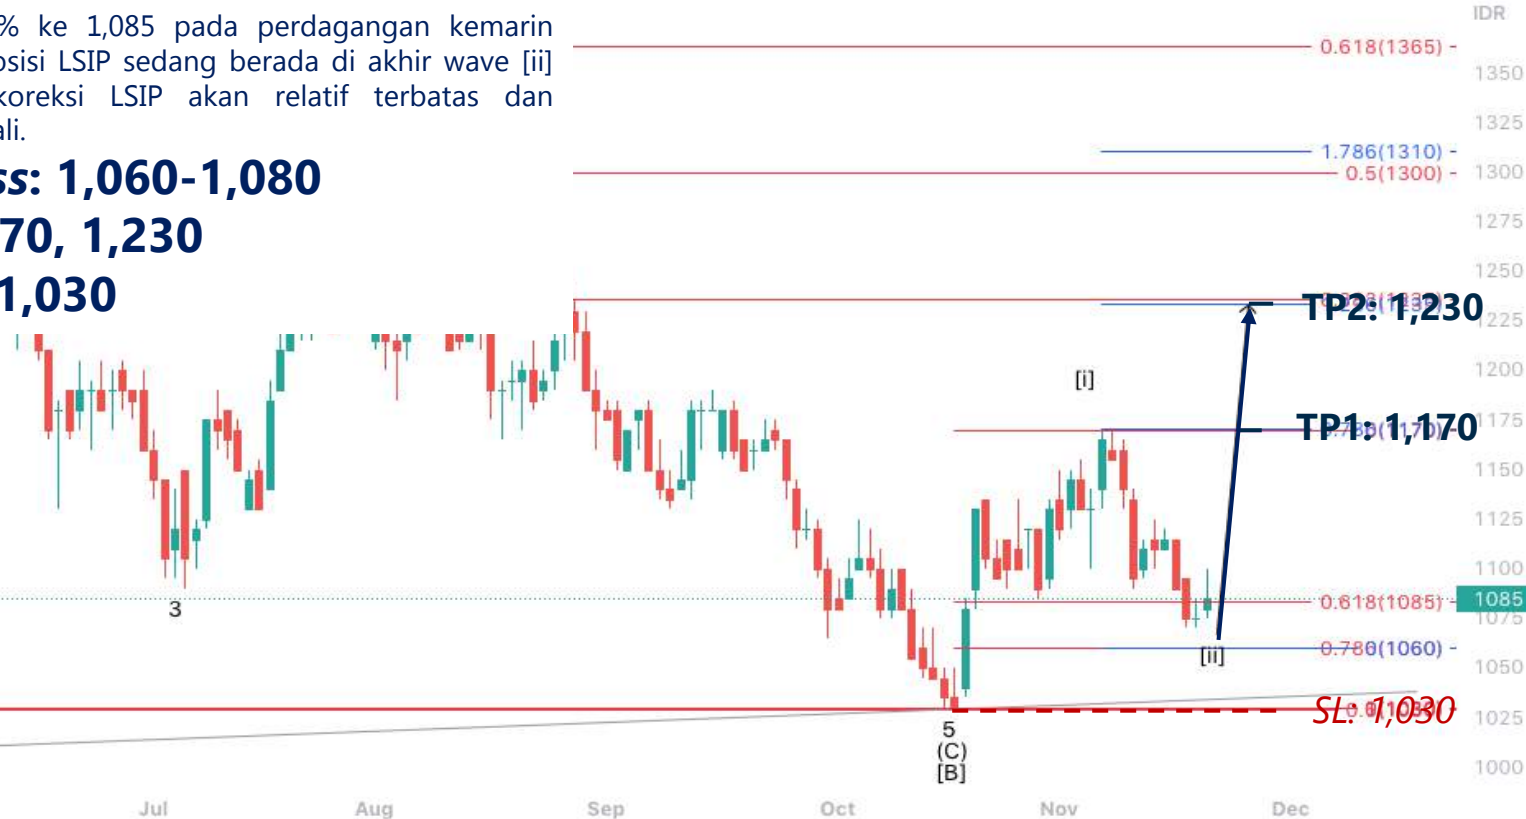 % ke 1,085 pada perdagangan kemarin
osisi LSIP sedang berada di akhir wave [ii]
koreksi LSIP akan relatif terbatas dan
ali.
ss: 1,060-1,080
70, 1,230
1,030
IDR
0.618(1365)
1350
1325
1.786(1310)
1300
0.5(1300)
1275
1250
TP2: 1,230
1225
1200
[i]
1175
TP1: 1,170
1150
1125
1100
1085
0.618(1085)
1075
3
0.786(1060)
[ii]
1050
SL: 1,030
1025
5
(C)
[B]
1000
Jul Aug Sep Oct Nov Dec